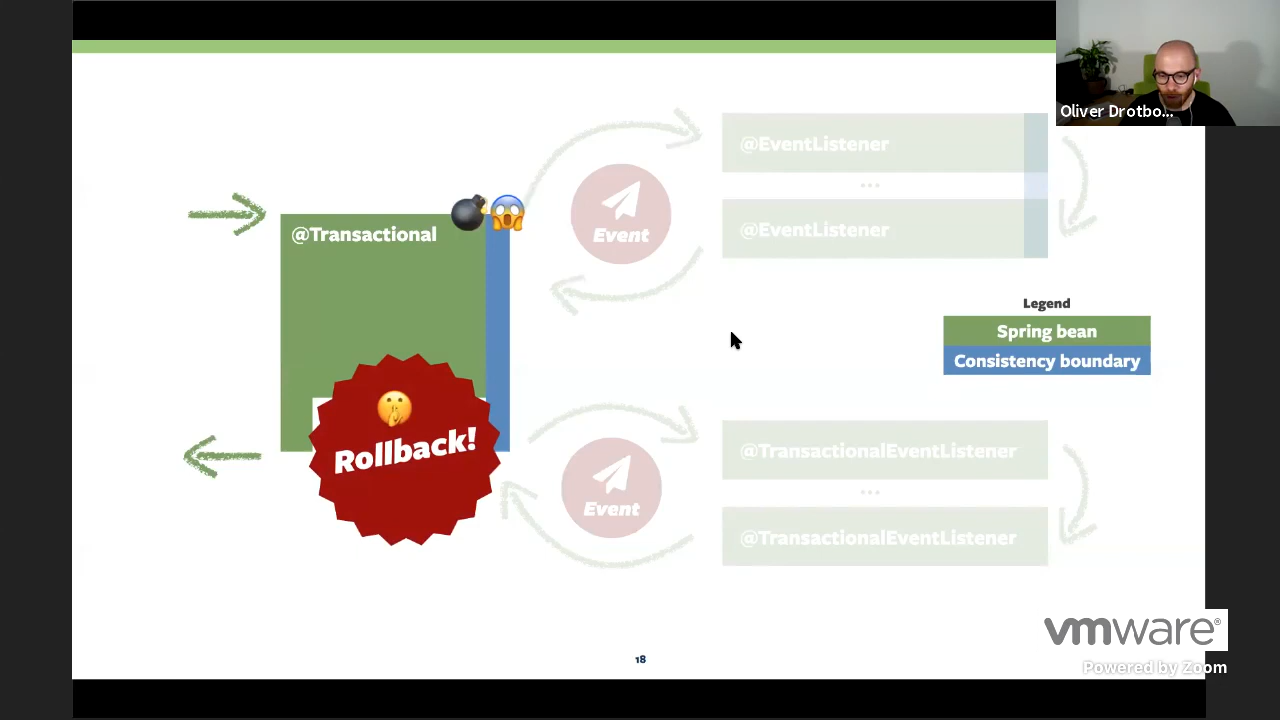 Oliver Drotbo...
@EventListener
...
@Transactional
Event
@EventListener
Legend
Spring bean
Consistency boundary
Rollback!
@TransactionalEventListener
...
Event
@TransactionalEventListener
vmware®
Powered by Zoom
18